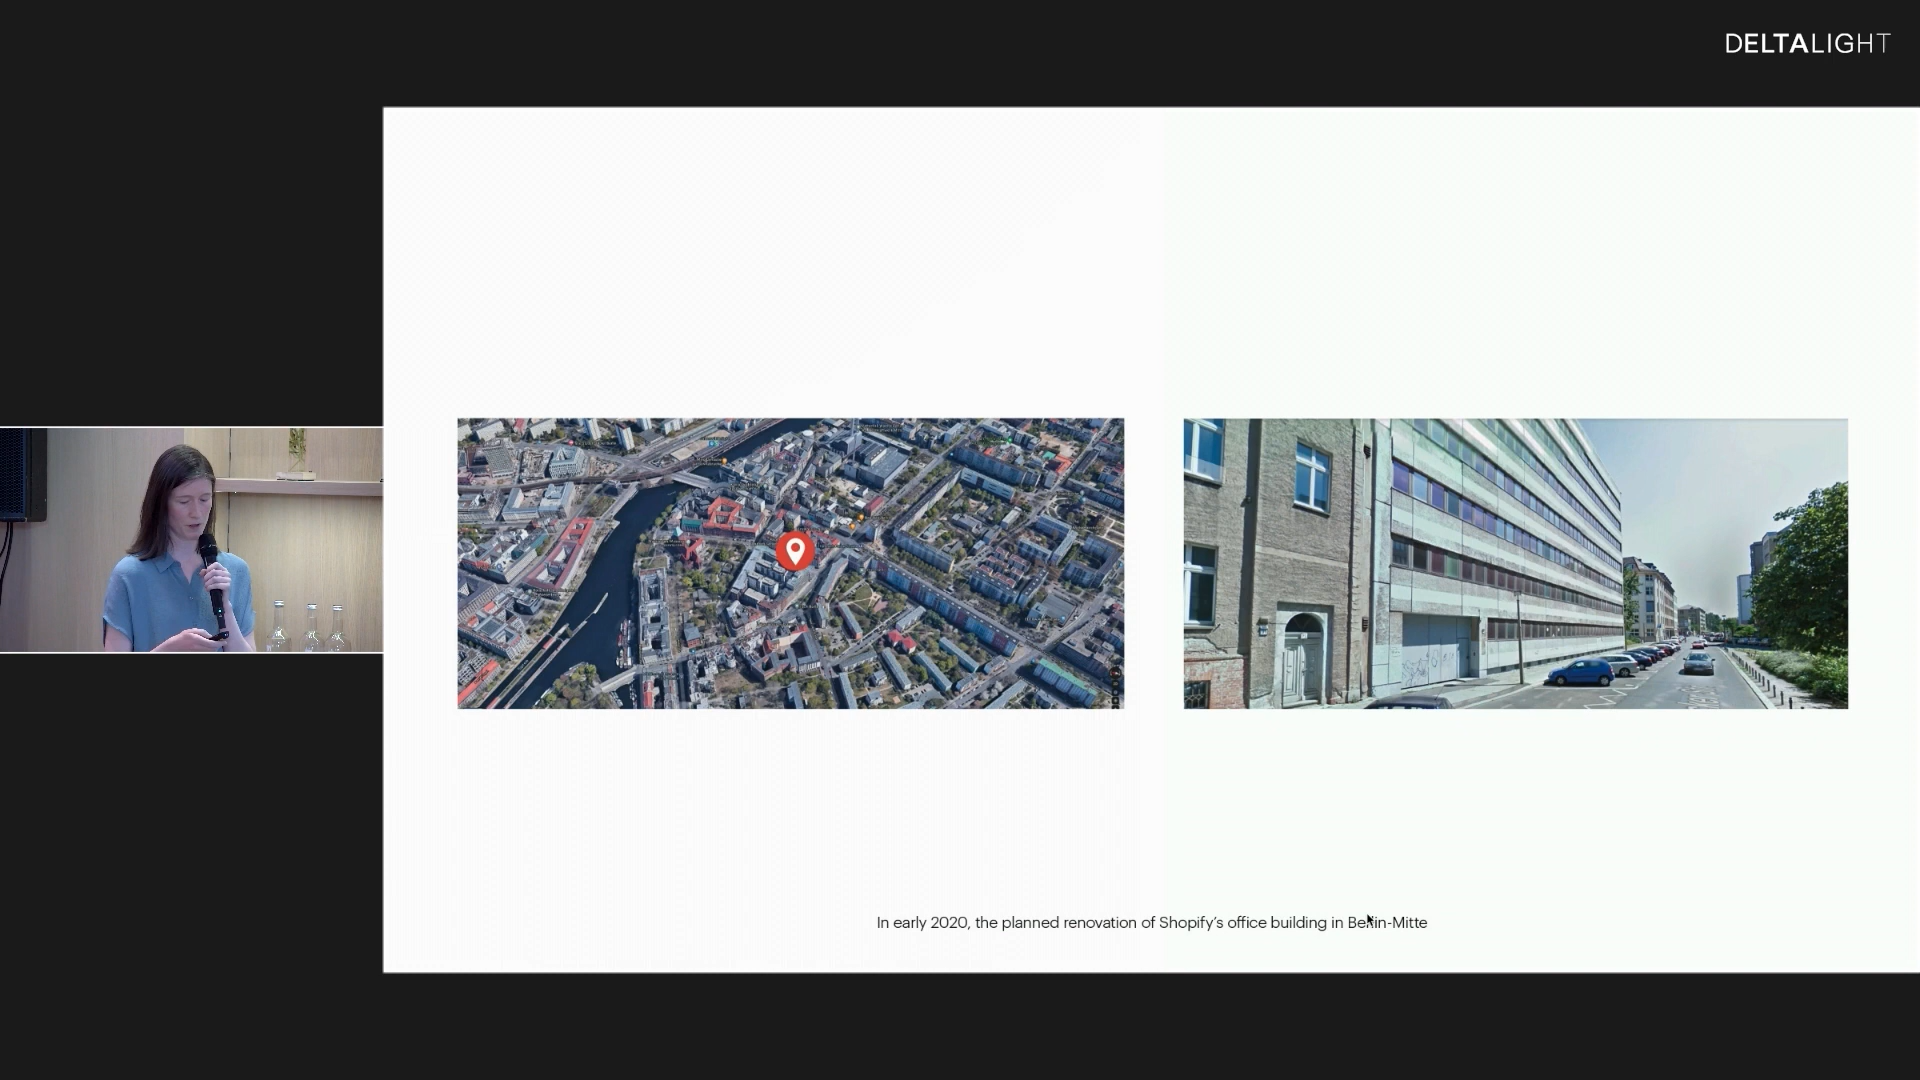 DELTALIGHT
In early 2020, the planned renovation of Shopify's office building in Berlin-Mitte